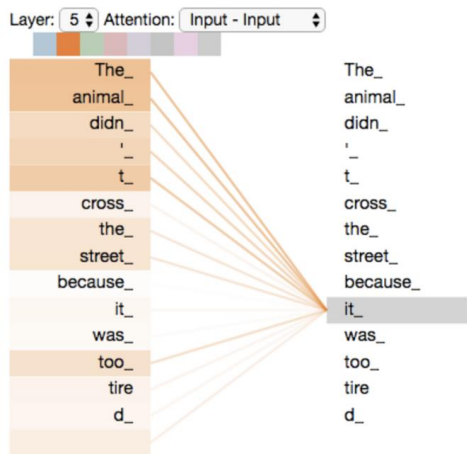 Layer: 5 Attention: Input - Input
The_ The_
animal_ animal_
didn_ didn_
'_ '_
t_ t_
cross_ cross_
the_ the_
street_ street_
because_ because_
it_ it_
was_ was_
too_ too_
tire tire
d_ d_